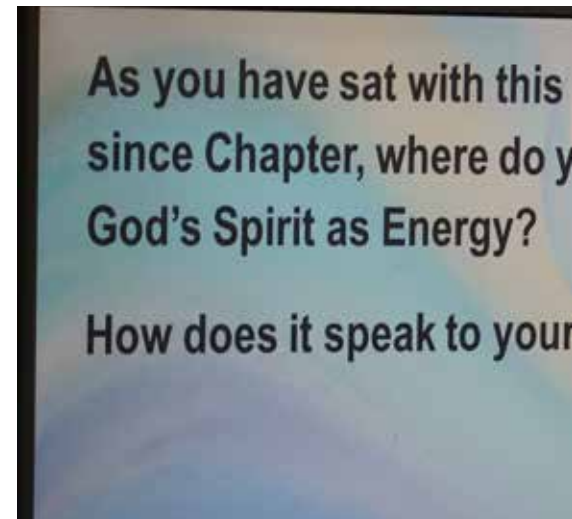 As you have sat with this
since Chapter, where do y
God's Spirit as Energy?
How does it speak to your